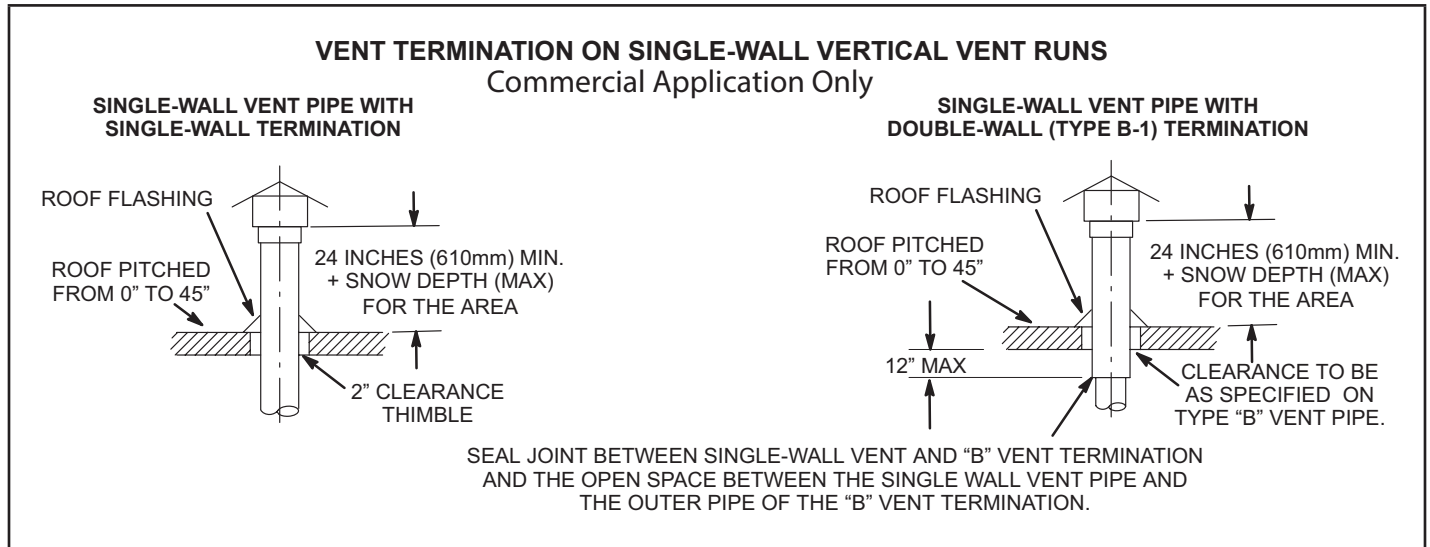 VENT TERMINATION ON SINGLE-WALL VERTICAL VENT RUNS
Commercial Application Only
SINGLE-WALL VENT PIPE WITH
SINGLE-WALL TERMINATION
ROOF FLASHING
ROOF PITCHED
FROM 0” TO 45”
24 INCHES (610mm) MIN.
+ SNOW DEPTH (MAX)
FOR THE AREA
2” CLEARANCE
THIMBLE
SINGLE-WALL VENT PIPE WITH
DOUBLE-WALL (TYPE B-1) TERMINATION
ROOF FLASHING
ROOF PITCHED
FROM 0” TO 45”
24 INCHES (610mm) MIN.
+ SNOW DEPTH (MAX)
FOR THE AREA
12” MAX
CLEARANCE TO BE
AS SPECIFIED ON
TYPE “B” VENT PIPE.
SEAL JOINT BETWEEN SINGLE-WALL VENT AND “B” VENT TERMINATION
AND THE OPEN SPACE BETWEEN THE SINGLE WALL VENT PIPE AND
THE OUTER PIPE OF THE “B” VENT TERMINATION.